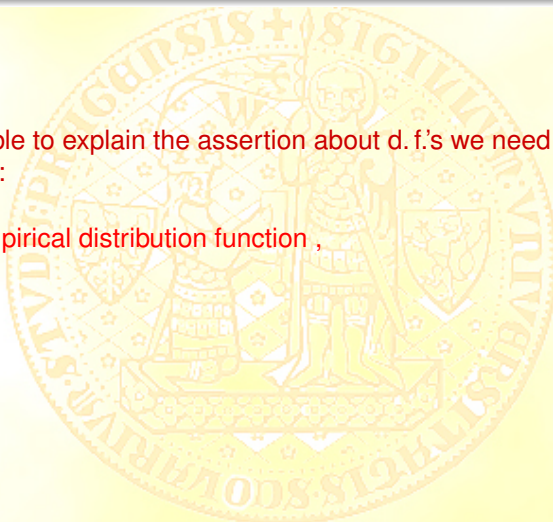 ble to explain the assertion about d. f.'s we need
:
pirical distribution function ,